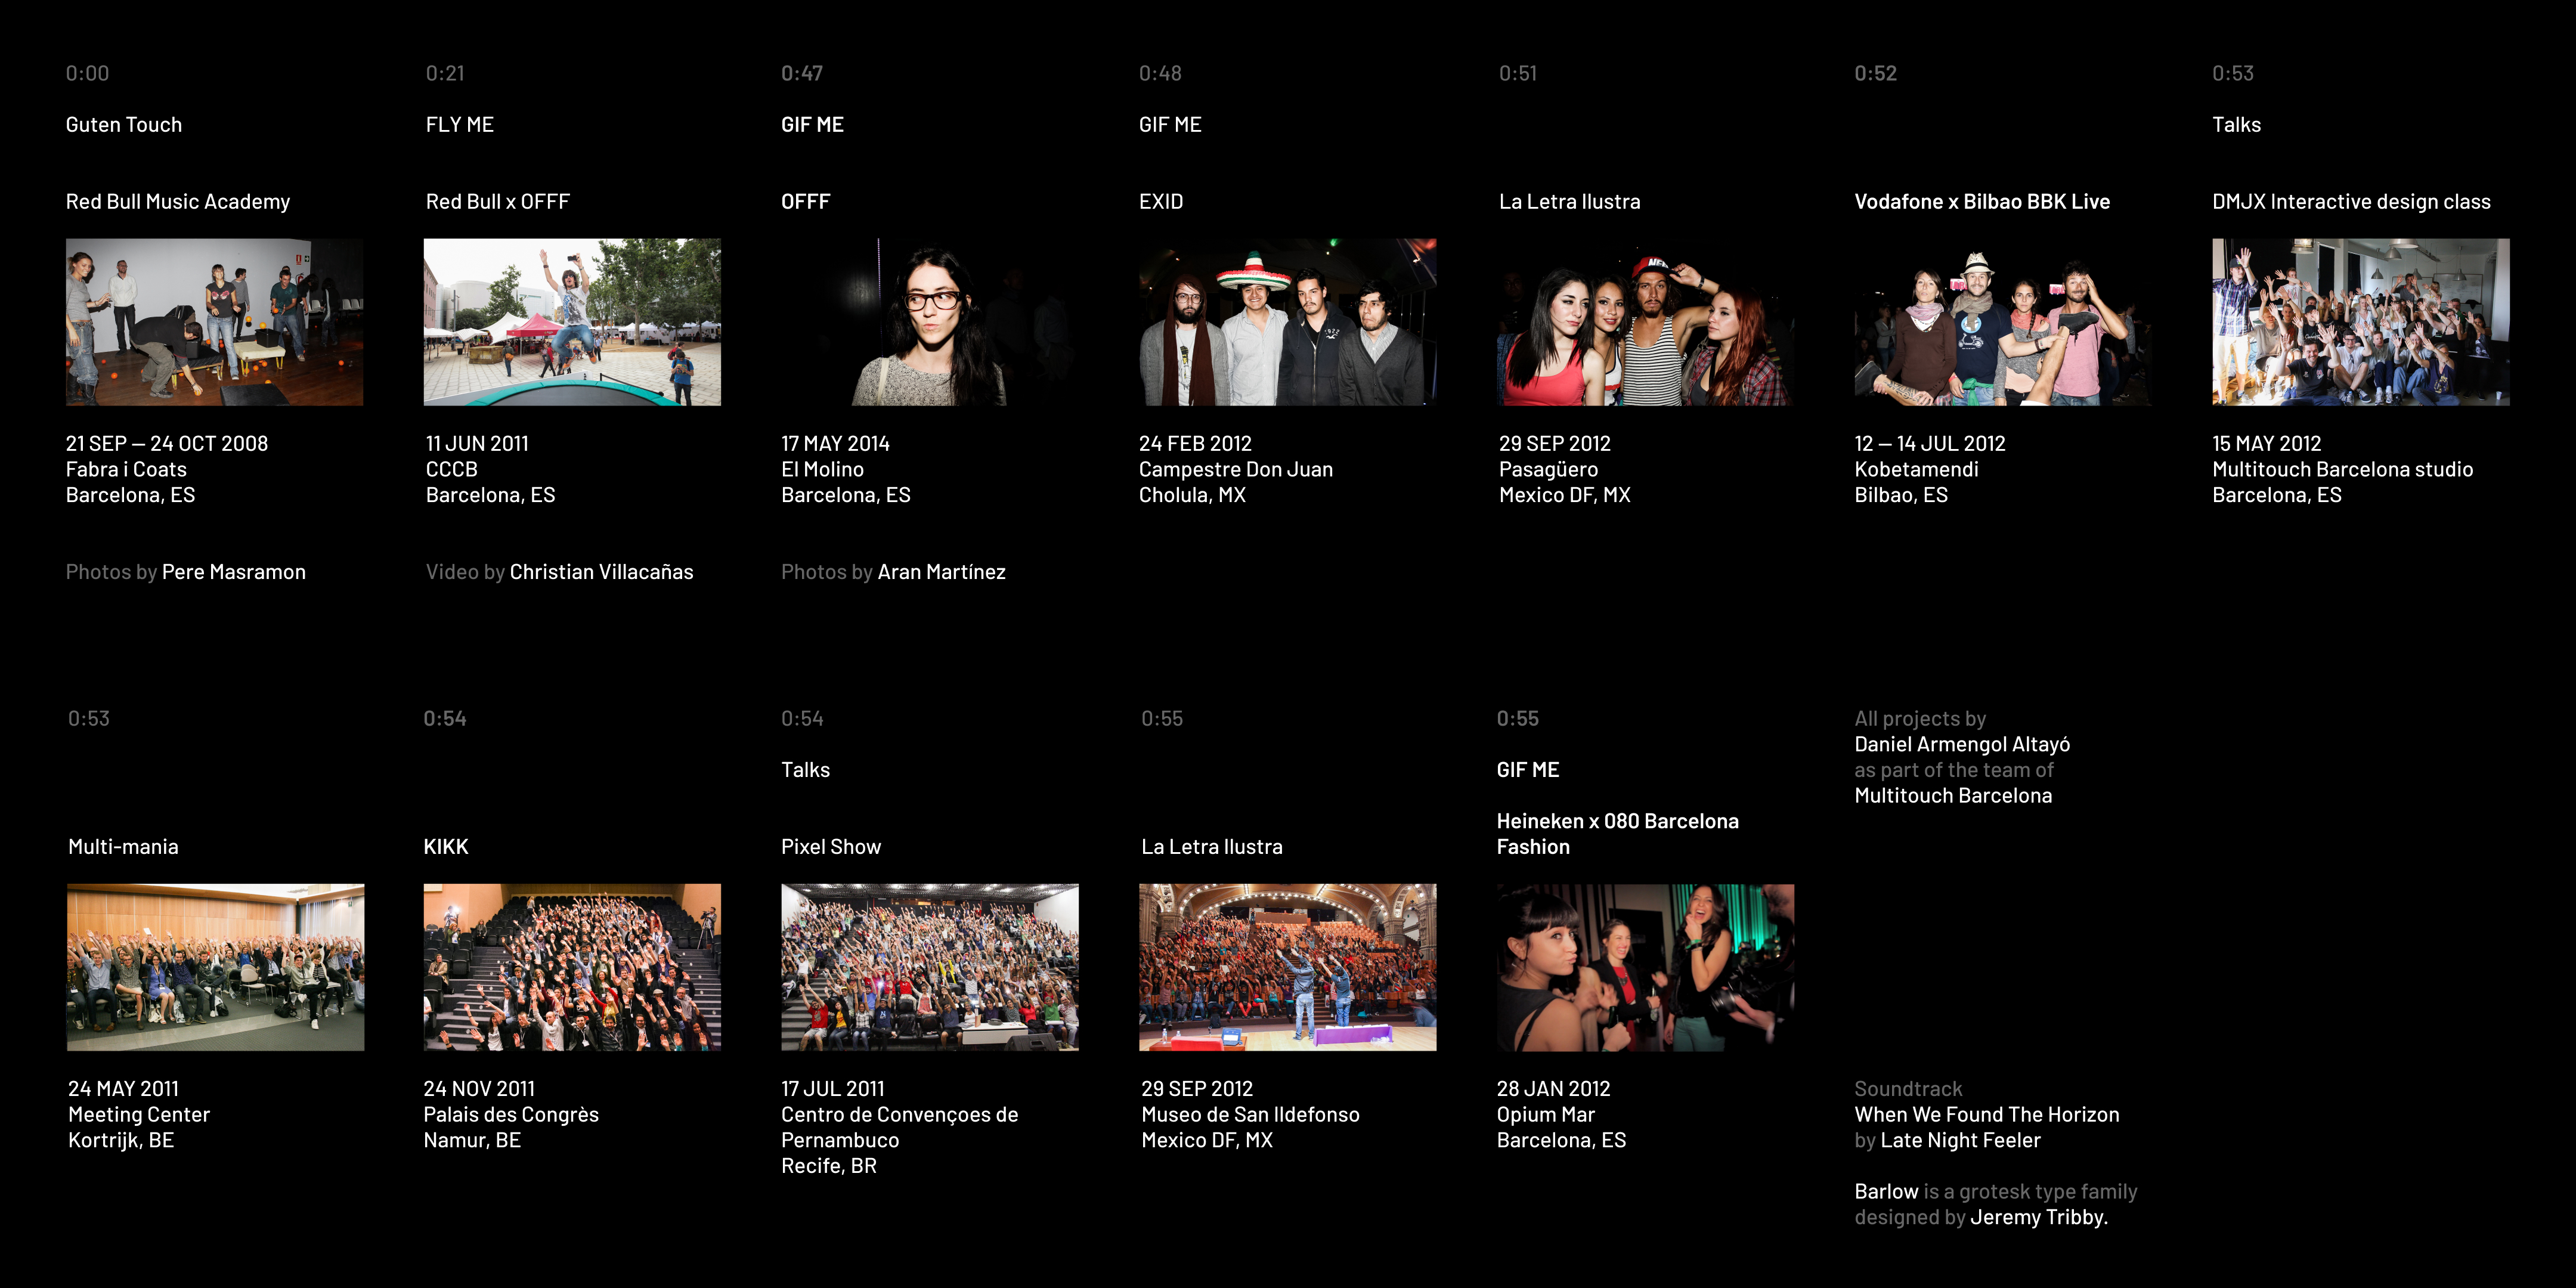 0:00
Guten Touch
Red Bull Music Academy
21 SEP — 24 OCT 2008
Fabra i Coats
Barcelona, ES
Photos by Pere Masramon
0:21
FLY ME
Red Bull x OFFF
11 JUN 2011
CCCB
Barcelona, ES
Video by Christian Villacañas
0:47
GIF ME
OFFF
17 MAY 2014
El Molino
Barcelona, ES
Photos by Aran Martínez
0:48
GIF ME
EXID
24 FEB 2012
Campestre Don Juan
Cholula, MX
0:51
La Letra Ilustra
29 SEP 2012
Pasagüero
Mexico DF, MX
0:52
Vodafone x Bilbao BBK Live
12 — 14 JUL 2012
Kobetamendi
Bilbao, ES
0:53
Talks
DMJX Interactive design class
15 MAY 2012
Multitouch Barcelona studio
Barcelona, ES
0:53
Multi-mania
24 MAY 2011
Meeting Center
Kortrijk, BE
0:54
KIKK
24 NOV 2011
Palais des Congrès
Namur, BE
0:54
Talks
Pixel Show
17 JUL 2011
Centro de Convençoes de
Pernambuco
Recife, BR
0:55
La Letra Ilustra
29 SEP 2012
Museo de San Ildefonso
Mexico DF, MX
0:55
GIF ME
Heineken x 080 Barcelona
Fashion
28 JAN 2012
Opium Mar
Barcelona, ES
All projects by
Daniel Armengol Altayó
as part of the team of
Multitouch Barcelona
Soundtrack
When We Found The Horizon
by Late Night Feeler
Barlow is a grotesk type family
designed by Jeremy Tribby.